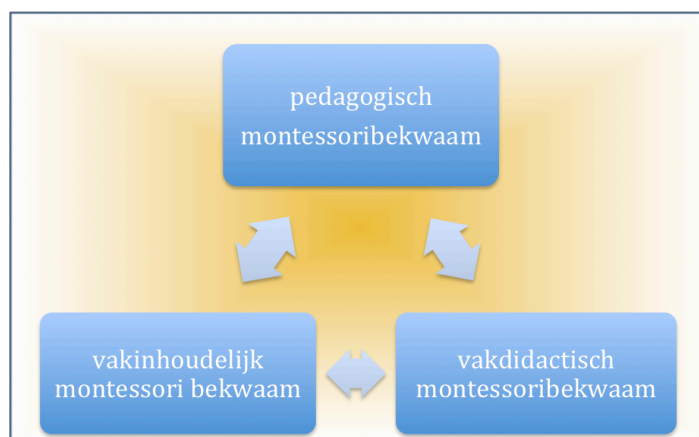 pedagogisch
montessoribekwaam
vakinhoudelijk
montessori bekwaam
vakdidactisch
montessoribekwaam